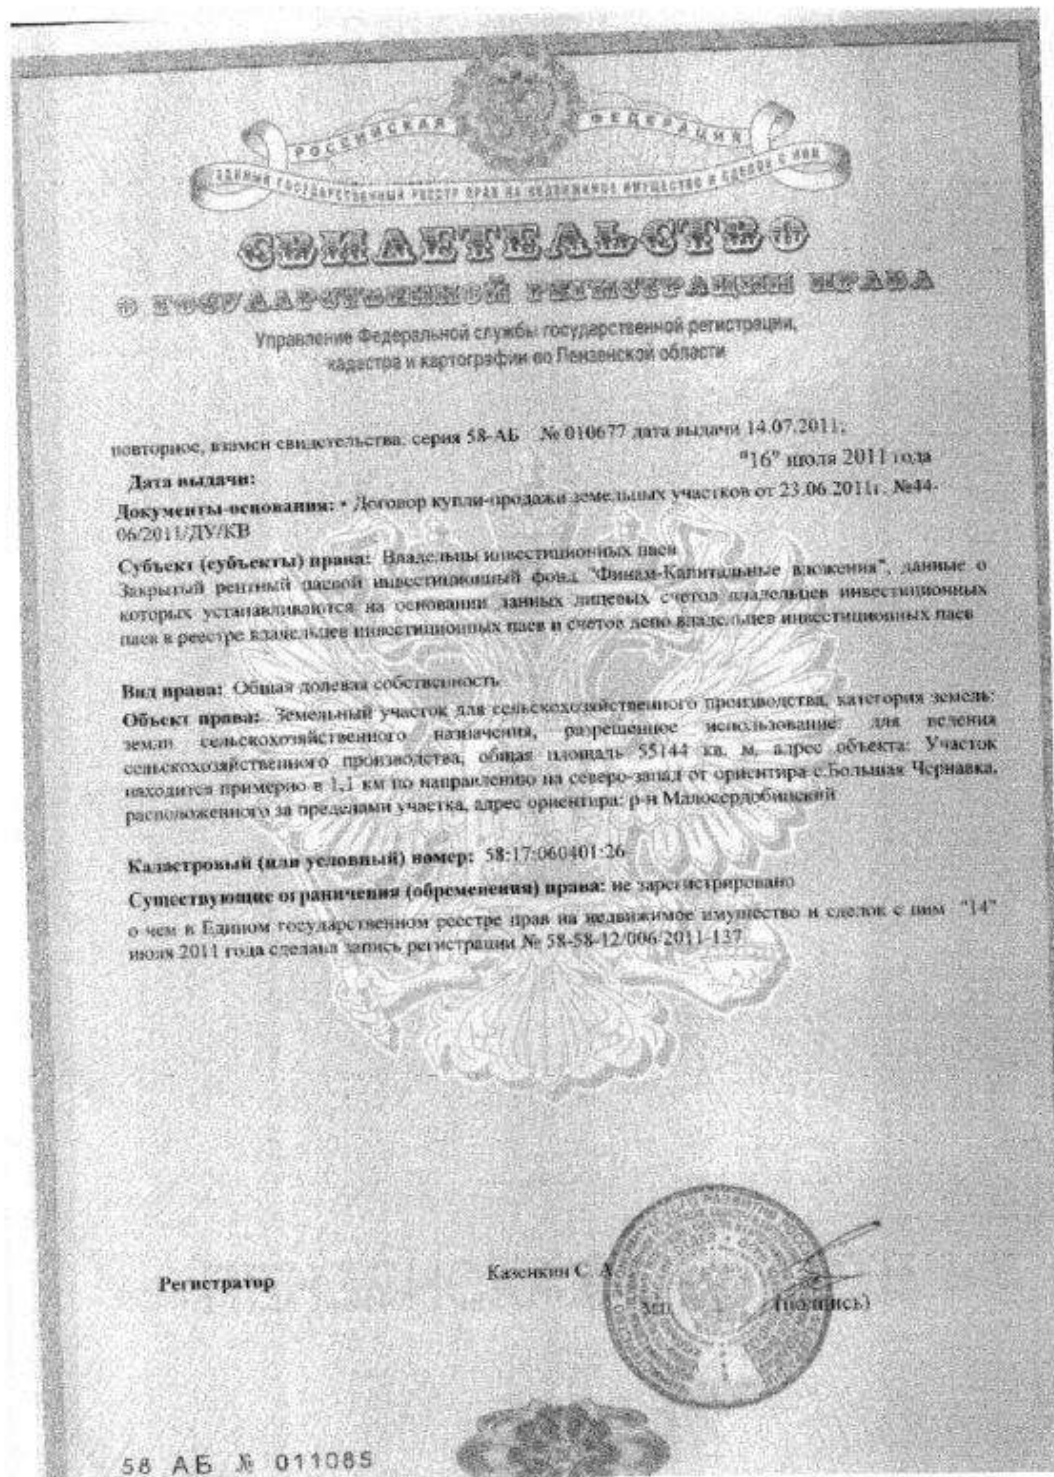 РОССИЙСКАЯ ФЕДЕРАЦИЯ
ЕДИНЫЙ ГОСУДАРСТВЕННЫЙ РЕЕСТР ПРАВ НА НЕДВИЖИМОЕ ИМУЩЕСТВО И СДЕЛОК С НИМ
СВИДЕТЕЛЬСТВО
О ГОСУДАРСТВЕННОЙ РЕГИСТРАЦИИ ПРАВА
Управление Федеральной службы государственной регистрации,
кадастра и картографии по Пензенской области
повторное, взамен свидетельства: серия 58-АБ № 010677 дата выдачи 14.07.2011;
Дата выдачи: "16" июля 2011 года
Документы-основания: • Договор купли-продажи земельных участков от 23.06.2011г. №44-
06/2011/ДУ/КВ
Субъект (субъекты) права: Владельцы инвестиционных паев
Закрытый рентный паевой инвестиционный фонд "Финам-Капитальные вложения", данные о
которых устанавливаются на основании данных лицевых счетов владельцев инвестиционных
паев в реестре владельцев инвестиционных паев и счетов депо владельцев инвестиционных паев
Вид права: Общая долевая собственность
Объект права: Земельный участок для сельскохозяйственного производства, категория земель:
земли сельскохозяйственного назначения, разрешенное использование: для ведения
сельскохозяйственного производства, общая площадь 55144 кв. м, адрес объекта: Участок
находится примерно в 1,1 км по направлению на северо-запад от ориентира с.Большая Чернавка,
расположенного за пределами участка, адрес ориентира: р-н Малосердобинский
Кадастровый (или условный) номер: 58:17:060401:26
Существующие ограничения (обременения) права: не зарегистрировано
о чем в Едином государственном реестре прав на недвижимое имущество и сделок с ним "14"
июля 2011 года сделана запись регистрации № 58-58-12/006/2011-137
Регистратор Казенкин С. А.
М.П. (подпись)
58 АБ № 011085